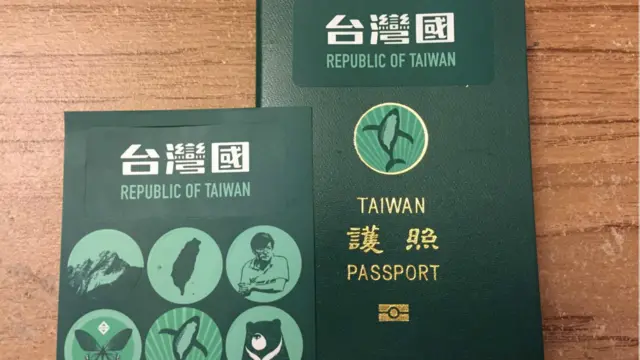 台灣國
REPUBLIC OF TAIWAN
TAIWAN
護照
PASSPORT
台灣國
REPUBLIC OF TAIWAN